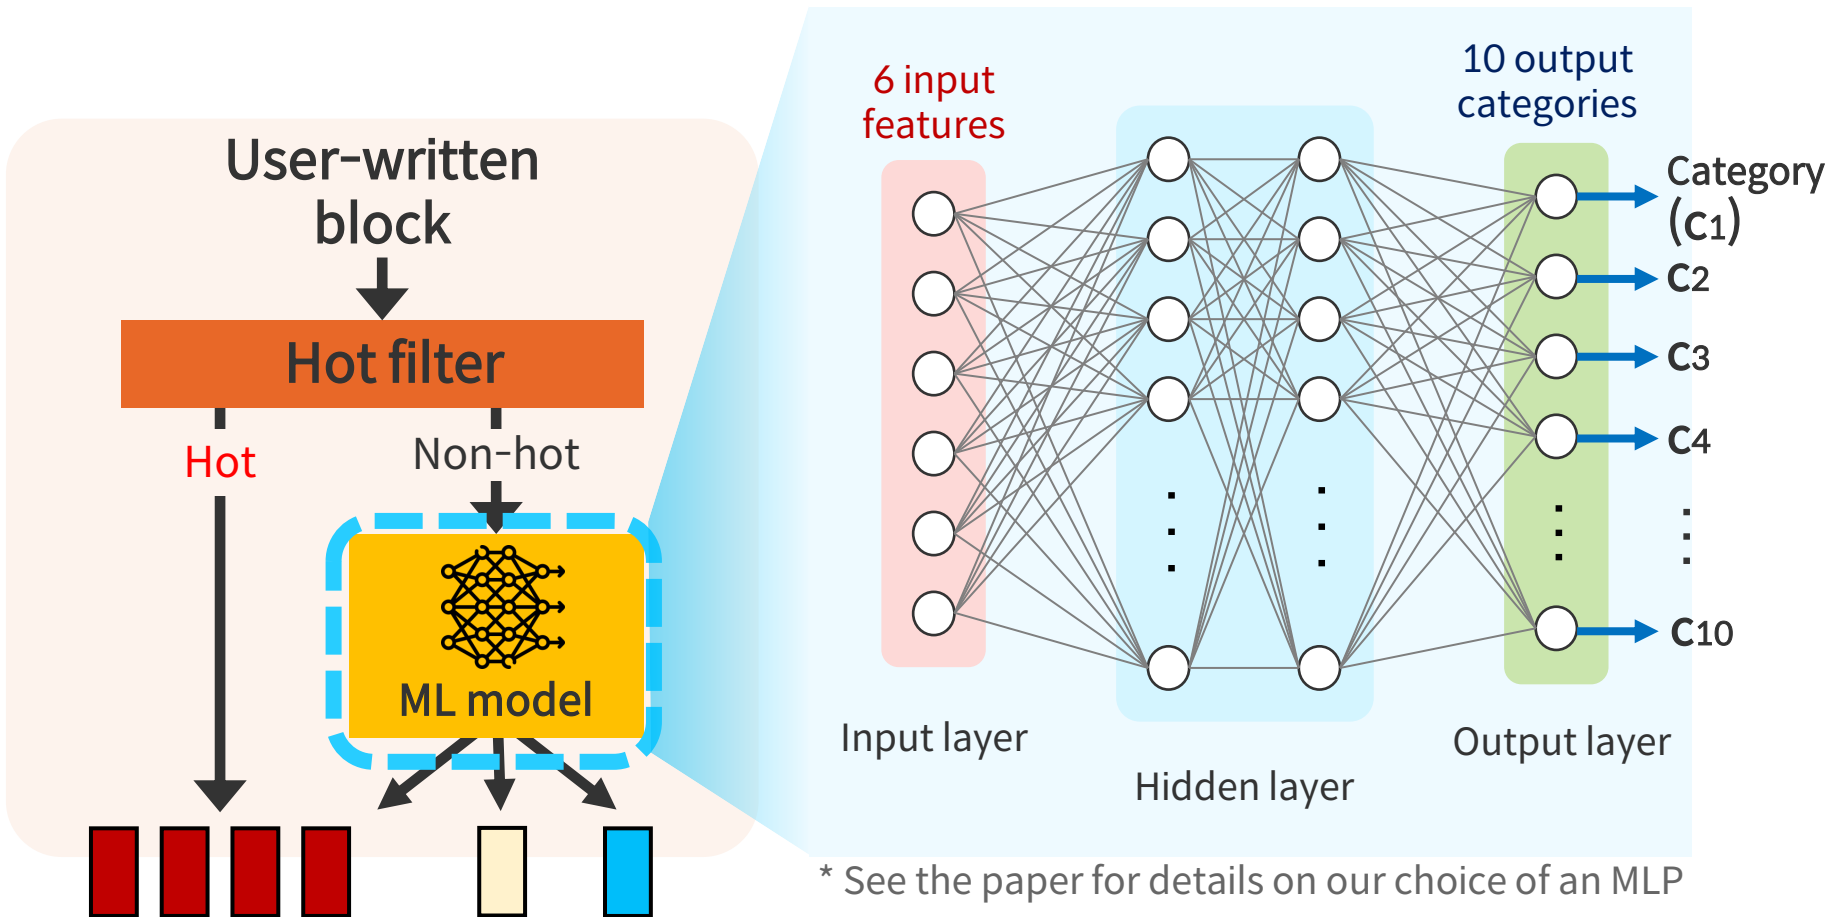 User-written
block
Hot filter
Hot
Non-hot
ML model
6 input
features
10 output
categories
Category
(C1)
C2
C3
C4
C10
Input layer
Hidden layer
Output layer
* See the paper for details on our choice of an MLP